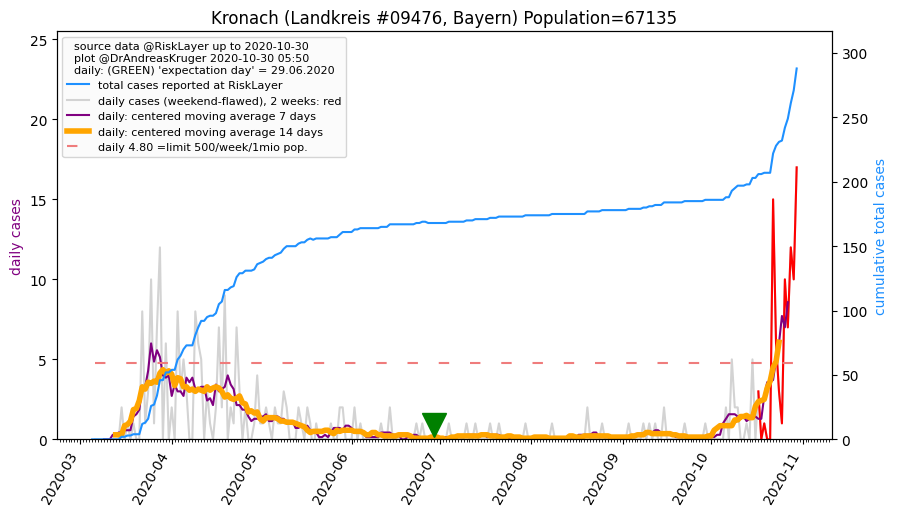 Kronach (Landkreis #09476, Bayern) Population=67135
source data @RiskLayer up to 2020-10-30
plot @DrAndreasKruger 2020-10-30 05:50
daily: (GREEN) 'expectation day' = 29.06.2020
total cases reported at RiskLayer
daily cases (weekend-flawed), 2 weeks: red
daily: centered moving average 7 days
daily: centered moving average 14 days
daily 4.80 =limit 500/week/1mio pop.
daily cases
25
20
15
10
5
0
cumulative total cases
300
250
200
150
100
50
0
2020-03
2020-04
2020-05
2020-06
2020-07
2020-08
2020-09
2020-10
2020-11